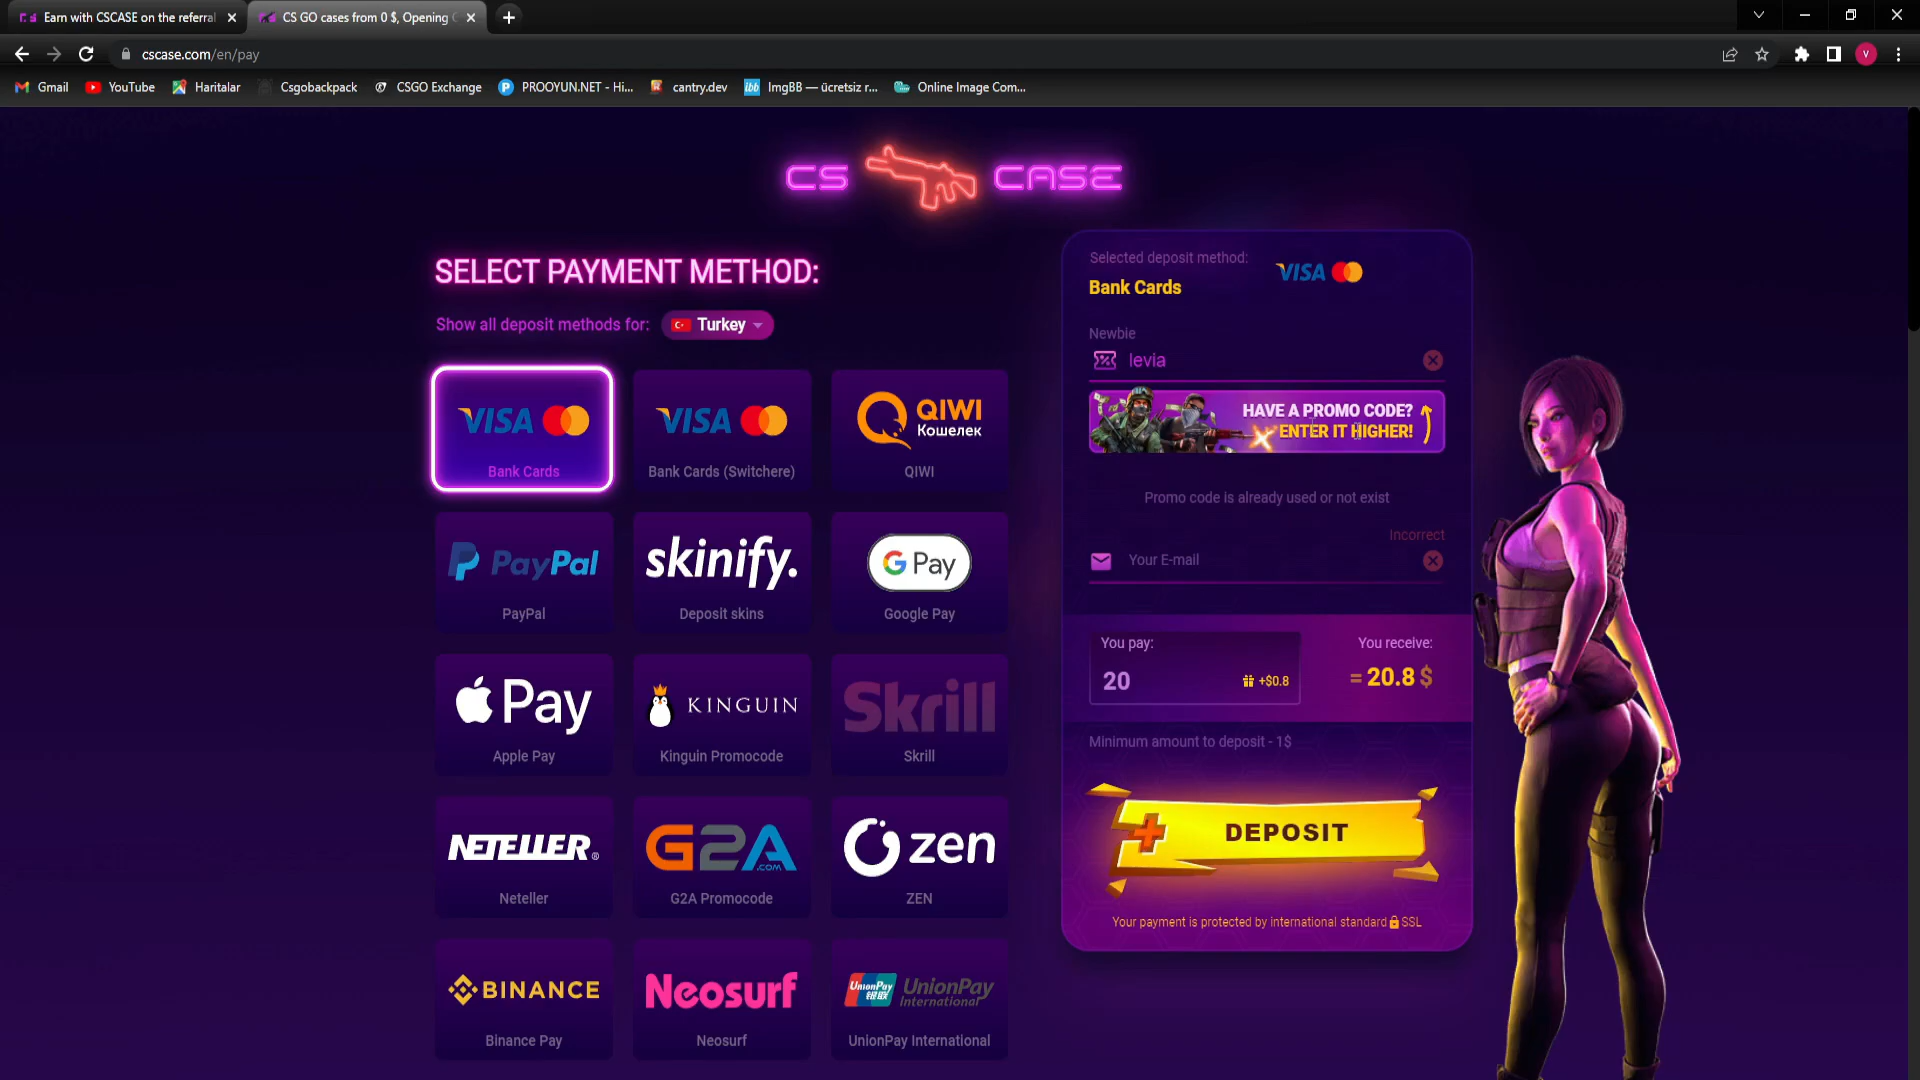 Earn with CSCASE on the referral
CS GO cases from 0 $, Opening
cscase.com/en/pay
V
Gmail
YouTube
Haritalar
Csgobackpack
CSGO Exchange
PROOYUN.NET - Hi...
cantry.dev
ibb
ImgBB — ücretsiz r...
Online Image Com...
CS CASE
SELECT PAYMENT METHOD:
Show all deposit methods for:
Turkey
VISA
Bank Cards
VISA
Bank Cards (Switchere)
QIWI
Кошелек
QIWI
PayPal
PayPal
skinify.
Deposit skins
G Pay
Google Pay
Pay
Apple Pay
KINGUIN
Kinguin Promocode
Skrill
Skrill
NETELLER®
Neteller
G2A
.COM
G2A Promocode
zen
ZEN
BINANCE
Binance Pay
Neosurf
Neosurf
UnionPay
银联
UnionPay
International
UnionPay International
Selected deposit method:
Bank Cards
VISA
Newbie
levia
HAVE A PROMO CODE?
ENTER IT HIGHER!
Promo code is already used or not exist
Incorrect
Your E-mail
You pay:
20
+$0.8
You receive:
= 20.8 $
Minimum amount to deposit - 1$
DEPOSIT
Your payment is protected by international standard SSL